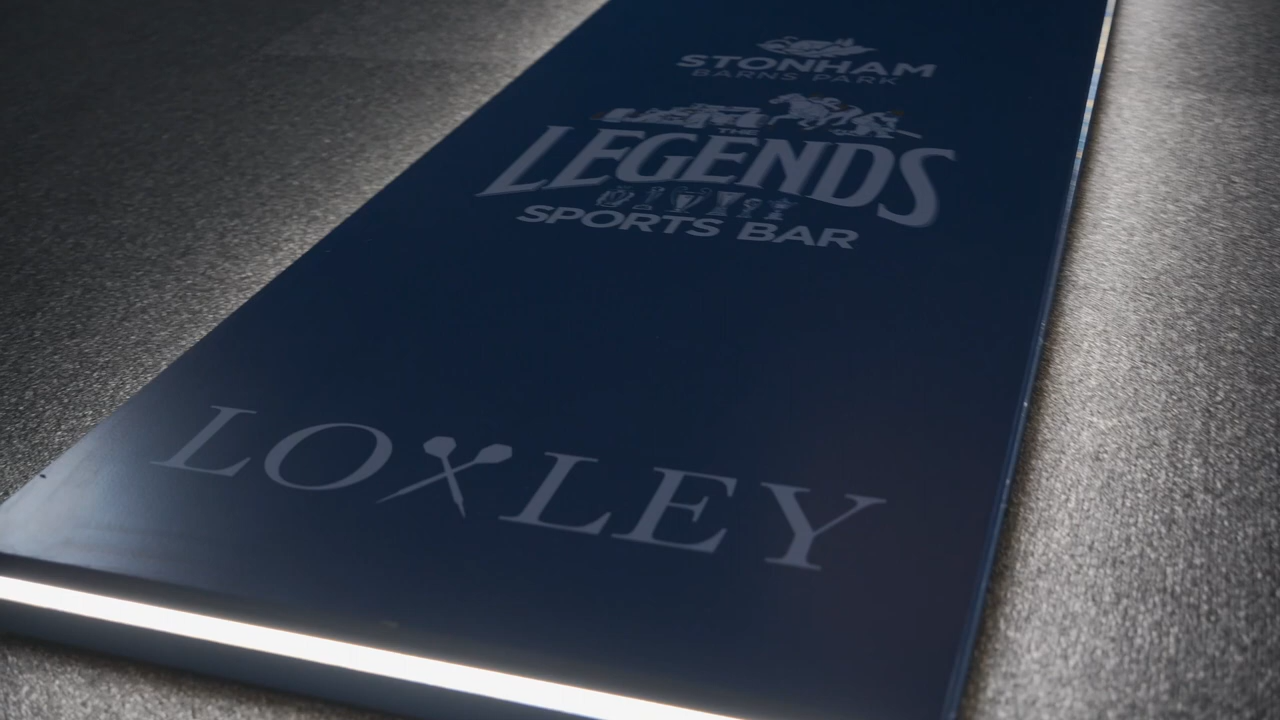 STONHAM
BARNS PARK
THE
LEGENDS
SPORTS BAR
LOXLEY